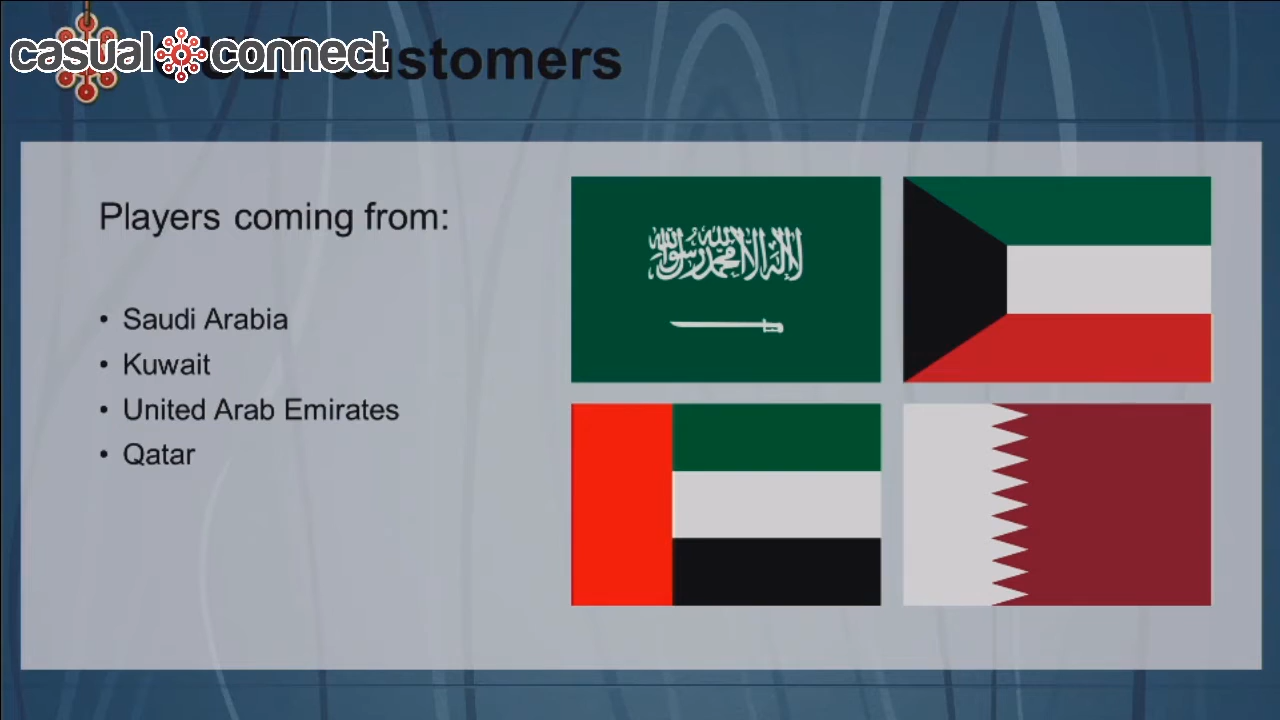 casual connect
customers
Players coming from:
• Saudi Arabia
• Kuwait
• United Arab Emirates
• Qatar
لا إله إلا الله محمد رسول الله